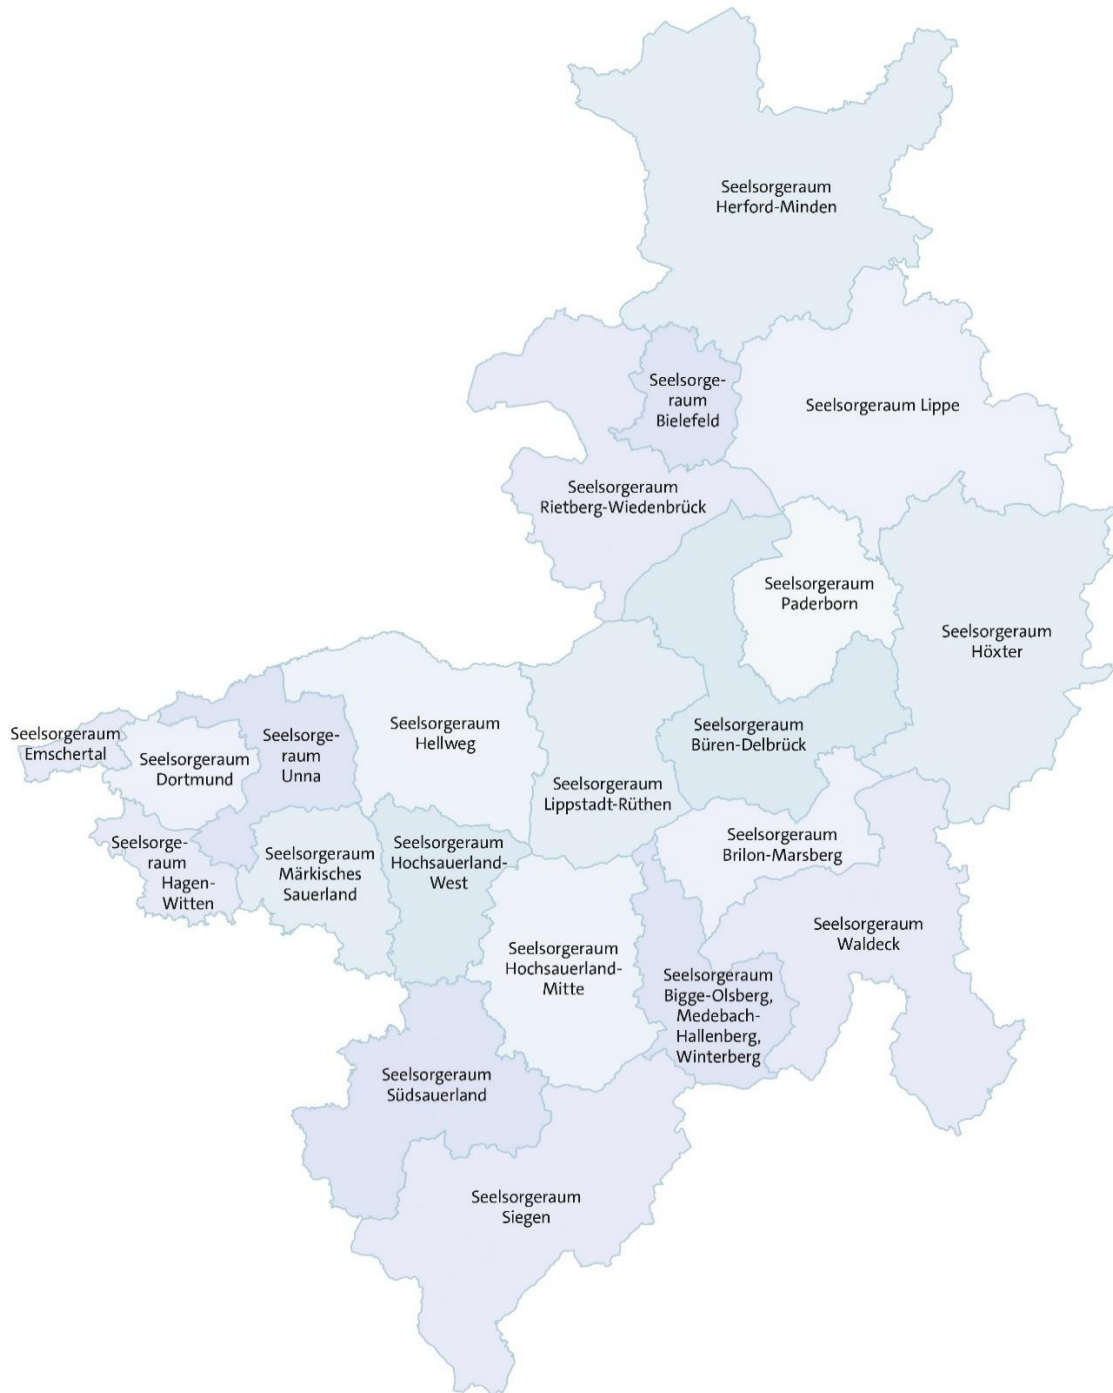 Seelsorgeraum
Herford-Minden
Seelsorge-
raum
Bielefeld
Seelsorgeraum Lippe
Seelsorgeraum
Rietberg-Wiedenbrück
Seelsorgeraum
Paderborn
Seelsorgeraum
Höxter
Seelsorgeraum
Emschertal
Seelsorgeraum
Dortmund
Seelsorge-
raum
Unna
Seelsorgeraum
Hellweg
Seelsorgeraum
Büren-Delbrück
Seelsorgeraum
Lippstadt-Rüthen
Seelsorge-
raum
Hagen-
Witten
Seelsorgeraum
Märkisches
Sauerland
Seelsorgeraum
Hochsauerland-
West
Seelsorgeraum
Brilon-Marsberg
Seelsorgeraum
Hochsauerland-
Mitte
Seelsorgeraum
Bigge-Olsberg,
Medebach-
Hallenberg,
Winterberg
Seelsorgeraum
Waldeck
Seelsorgeraum
Südsauerland
Seelsorgeraum
Siegen